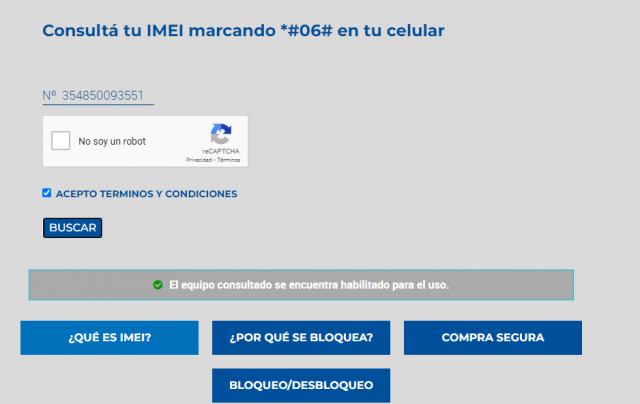 Consultá tu IMEI marcando *#06# en tu celular
Nº 354850093551
No soy un robot
reCAPTCHA
Privacidad - Términos
ACEPTO TERMINOS Y CONDICIONES
BUSCAR
El equipo consultado se encuentra habilitado para el uso.
¿QUÉ ES IMEI?
¿POR QUÉ SE BLOQUEA?
COMPRA SEGURA
BLOQUEO/DESBLOQUEO